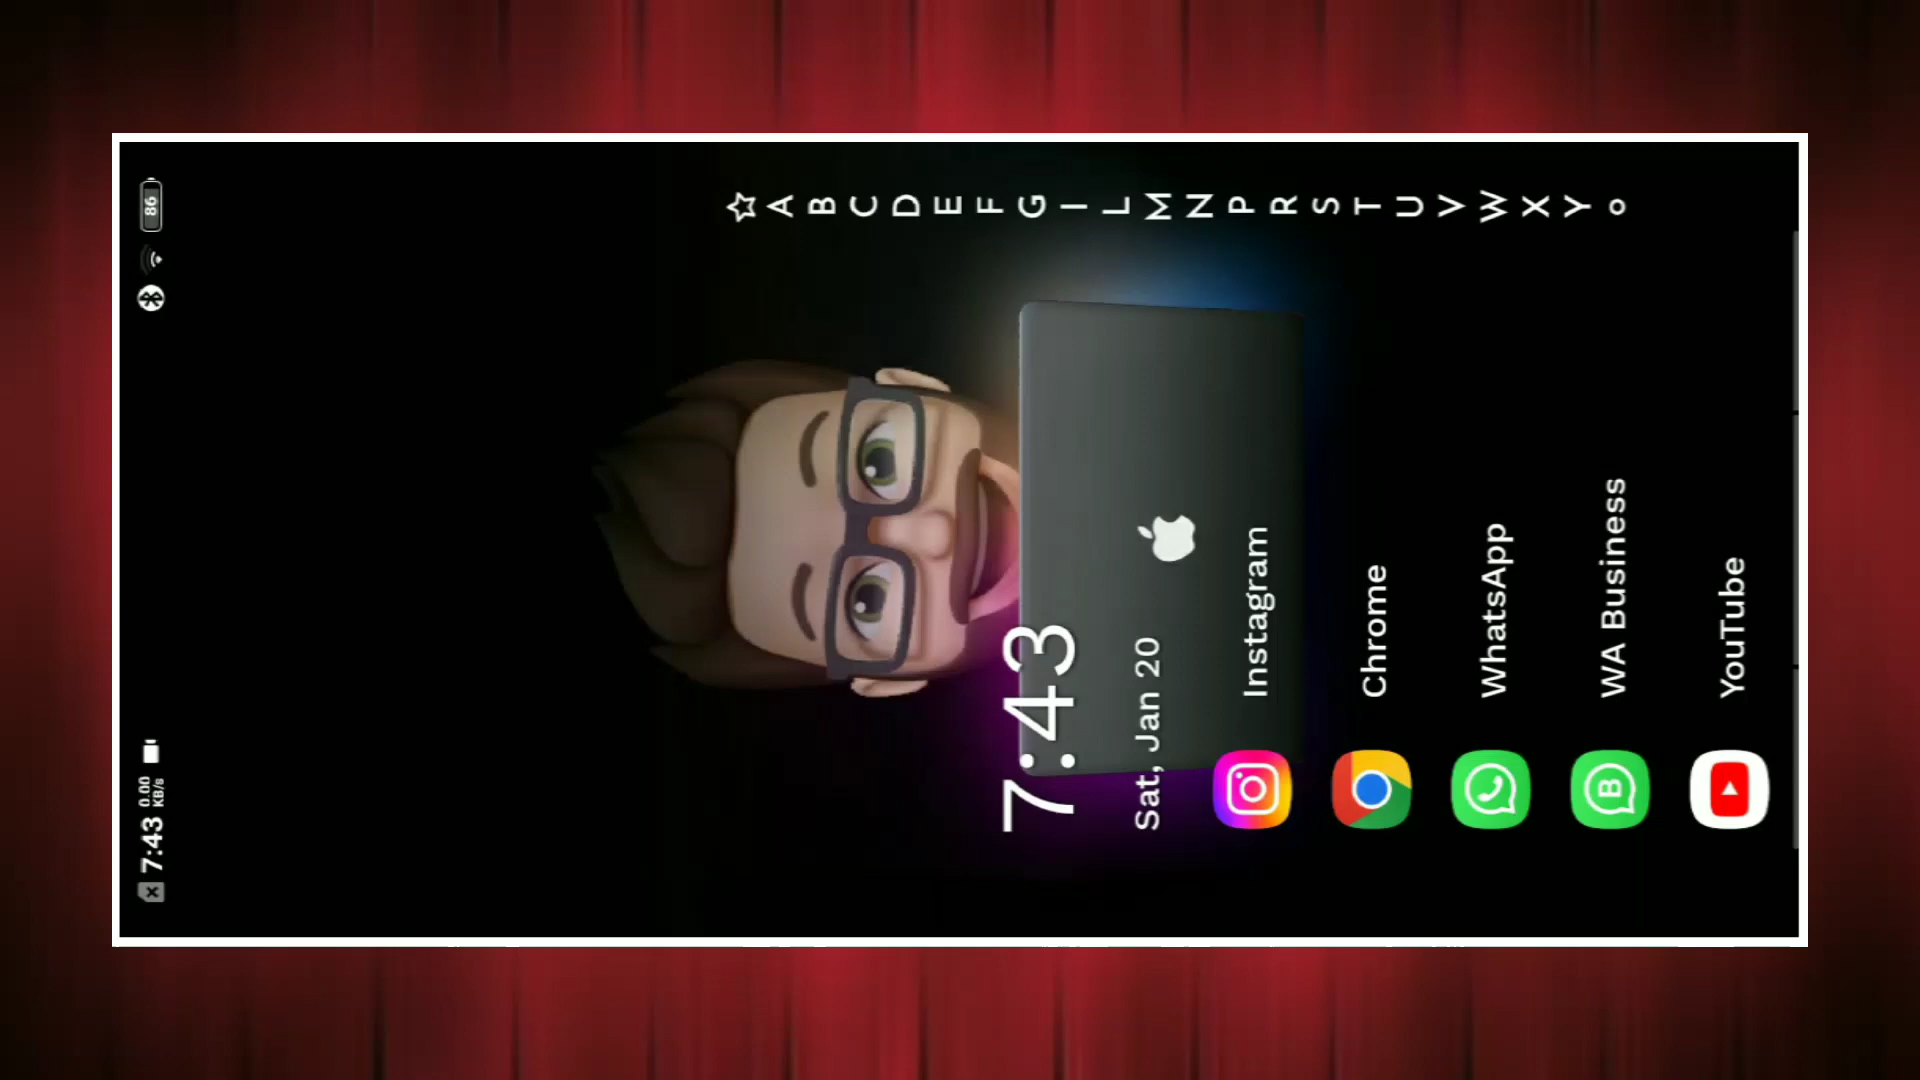 7:43 0.00 KB/s
86
7:43
Sat, Jan 20
Instagram
Chrome
WhatsApp
WA Business
YouTube
A
B
C
D
E
F
G
I
L
M
N
P
R
S
T
U
V
W
X
Y